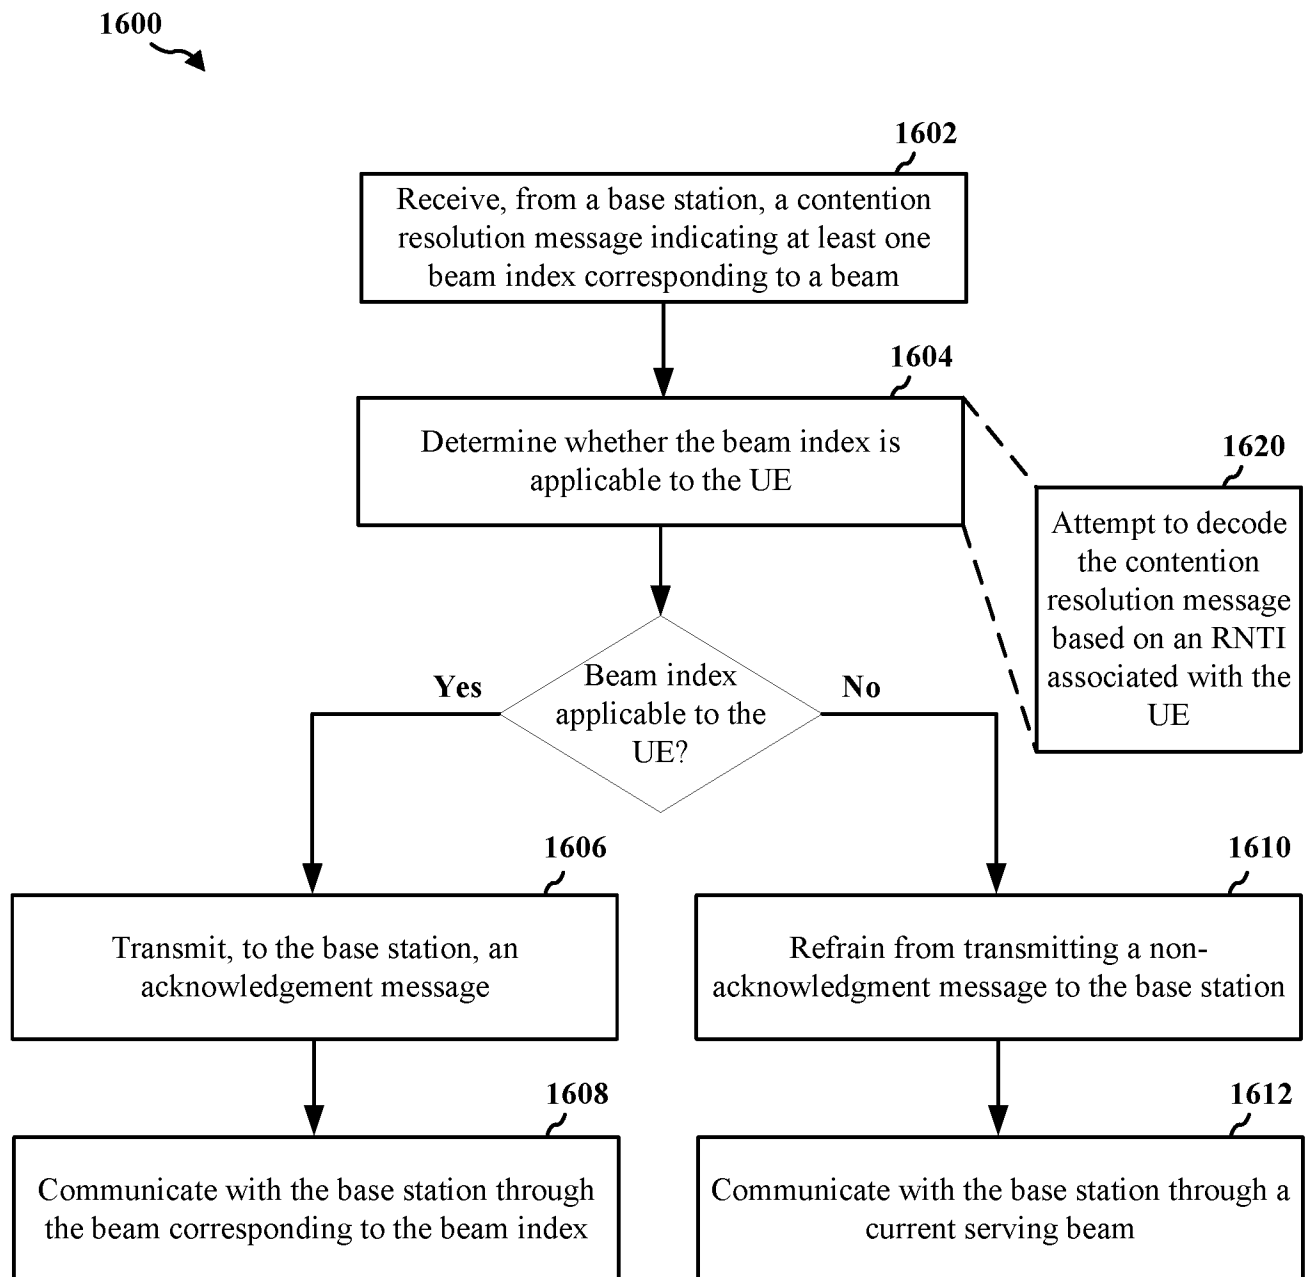 1600
1602
Receive, from a base station, a contention
resolution message indicating at least one
beam index corresponding to a beam
1604
Determine whether the beam index is
applicable to the UE
1620
Attempt to decode
the contention
resolution message
based on an RNTI
associated with the
UE
Yes
Beam index
applicable to the
UE?
No
1606
Transmit, to the base station, an
acknowledgement message
1610
Refrain from transmitting a non-
acknowledgment message to the base station
1608
Communicate with the base station through
the beam corresponding to the beam index
1612
Communicate with the base station through a
current serving beam